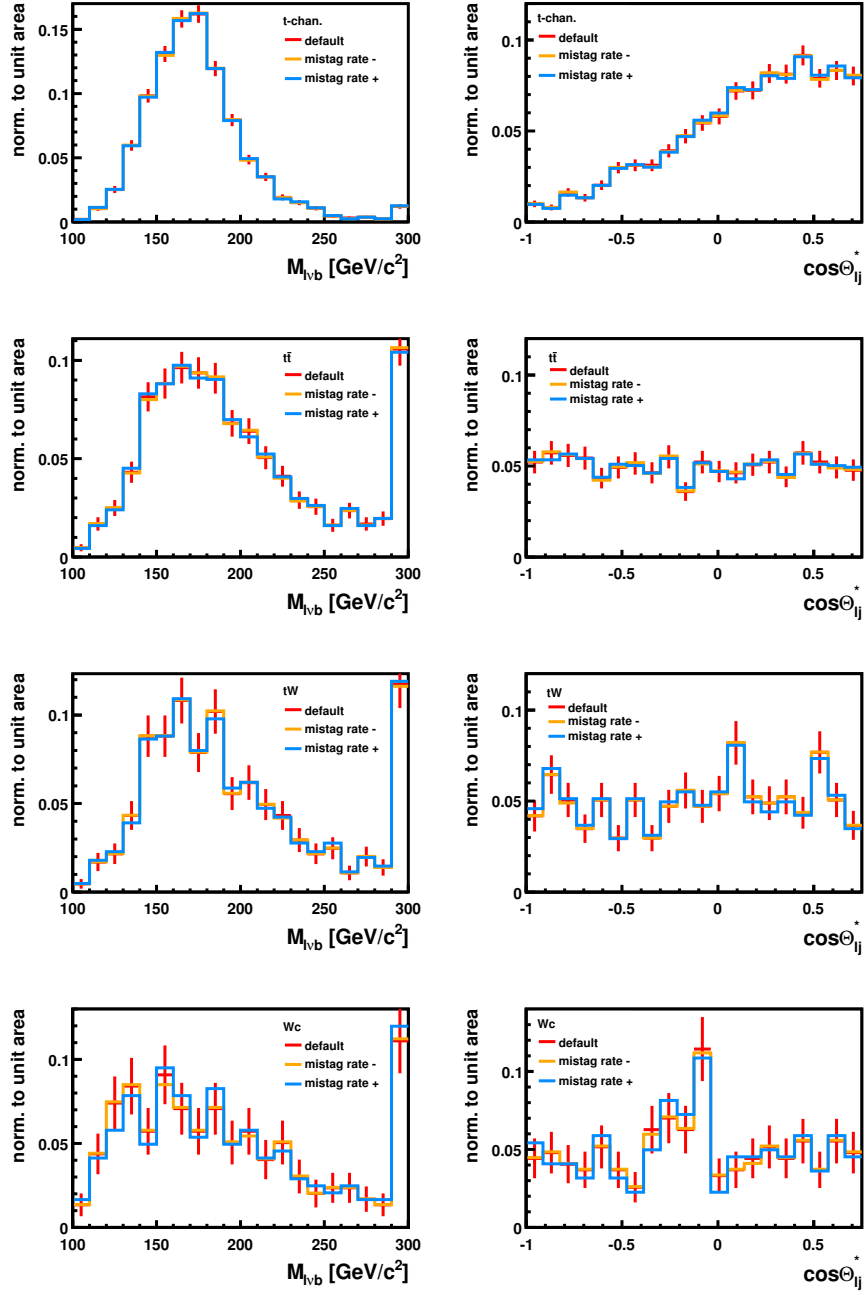 norm. to unit area
0.15
0.1
0.05
0
t-chan.
default
mistag rate -
mistag rate +
100 150 200 250 300
M_lνb [GeV/c²]
norm. to unit area
0.1
0.05
0
t-chan.
default
mistag rate -
mistag rate +
-1 -0.5 0 0.5
cosΘ*_lj
norm. to unit area
0.1
0.05
0
tt̄
default
mistag rate -
mistag rate +
100 150 200 250 300
M_lνb [GeV/c²]
norm. to unit area
0.1
0.05
0
tt̄
default
mistag rate -
mistag rate +
-1 -0.5 0 0.5
cosΘ*_lj
norm. to unit area
0.1
0.05
0
tW
default
mistag rate -
mistag rate +
100 150 200 250 300
M_lνb [GeV/c²]
norm. to unit area
0.1
0.05
0
tW
default
mistag rate -
mistag rate +
-1 -0.5 0 0.5
cosΘ*_lj
norm. to unit area
0.1
0.05
0
Wc
default
mistag rate -
mistag rate +
100 150 200 250 300
M_lνb [GeV/c²]
norm. to unit area
0.1
0.05
0
Wc
default
mistag rate -
mistag rate +
-1 -0.5 0 0.5
cosΘ*_lj